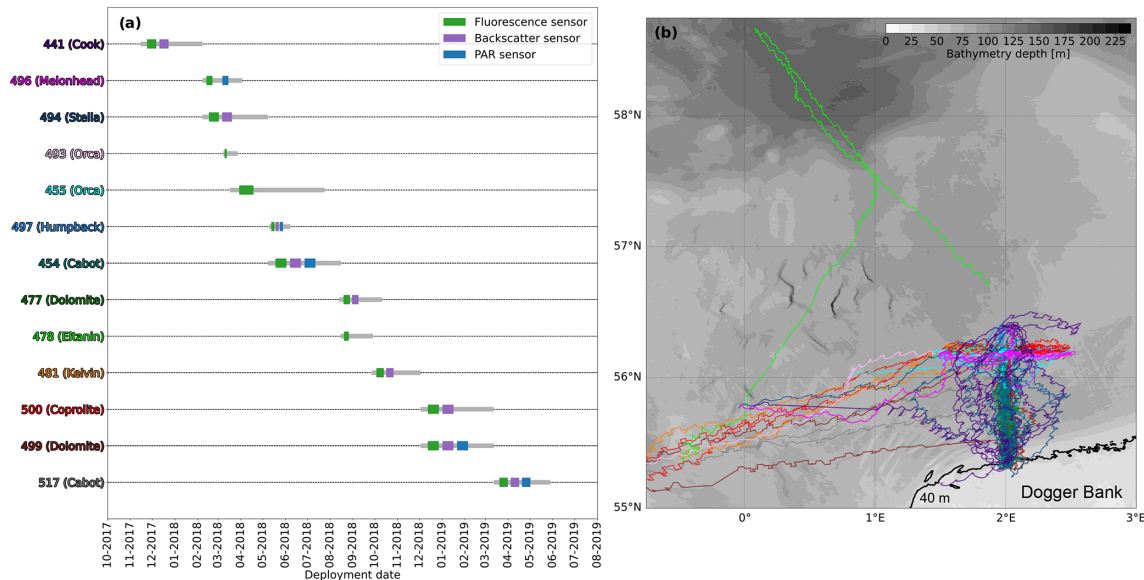 (a)
Fluorescence sensor
Backscatter sensor
PAR sensor
441 (Cook)
496 (Melonhead)
494 (Stella)
493 (Orca)
455 (Orca)
497 (Humpback)
454 (Cabot)
477 (Dolomite)
478 (Eltanin)
481 (Kelvin)
500 (Coprolite)
499 (Dolomite)
517 (Cabot)
10-2017
11-2017
12-2017
01-2018
02-2018
03-2018
04-2018
05-2018
06-2018
07-2018
08-2018
09-2018
10-2018
11-2018
12-2018
01-2019
02-2019
03-2019
04-2019
05-2019
06-2019
07-2019
08-2019
Deployment date
(b)
0 25 50 75 100 125 150 175 200 225
Bathymetry depth [m]
58°N
57°N
56°N
55°N
40 m
Dogger Bank
0° 1°E 2°E 3°E